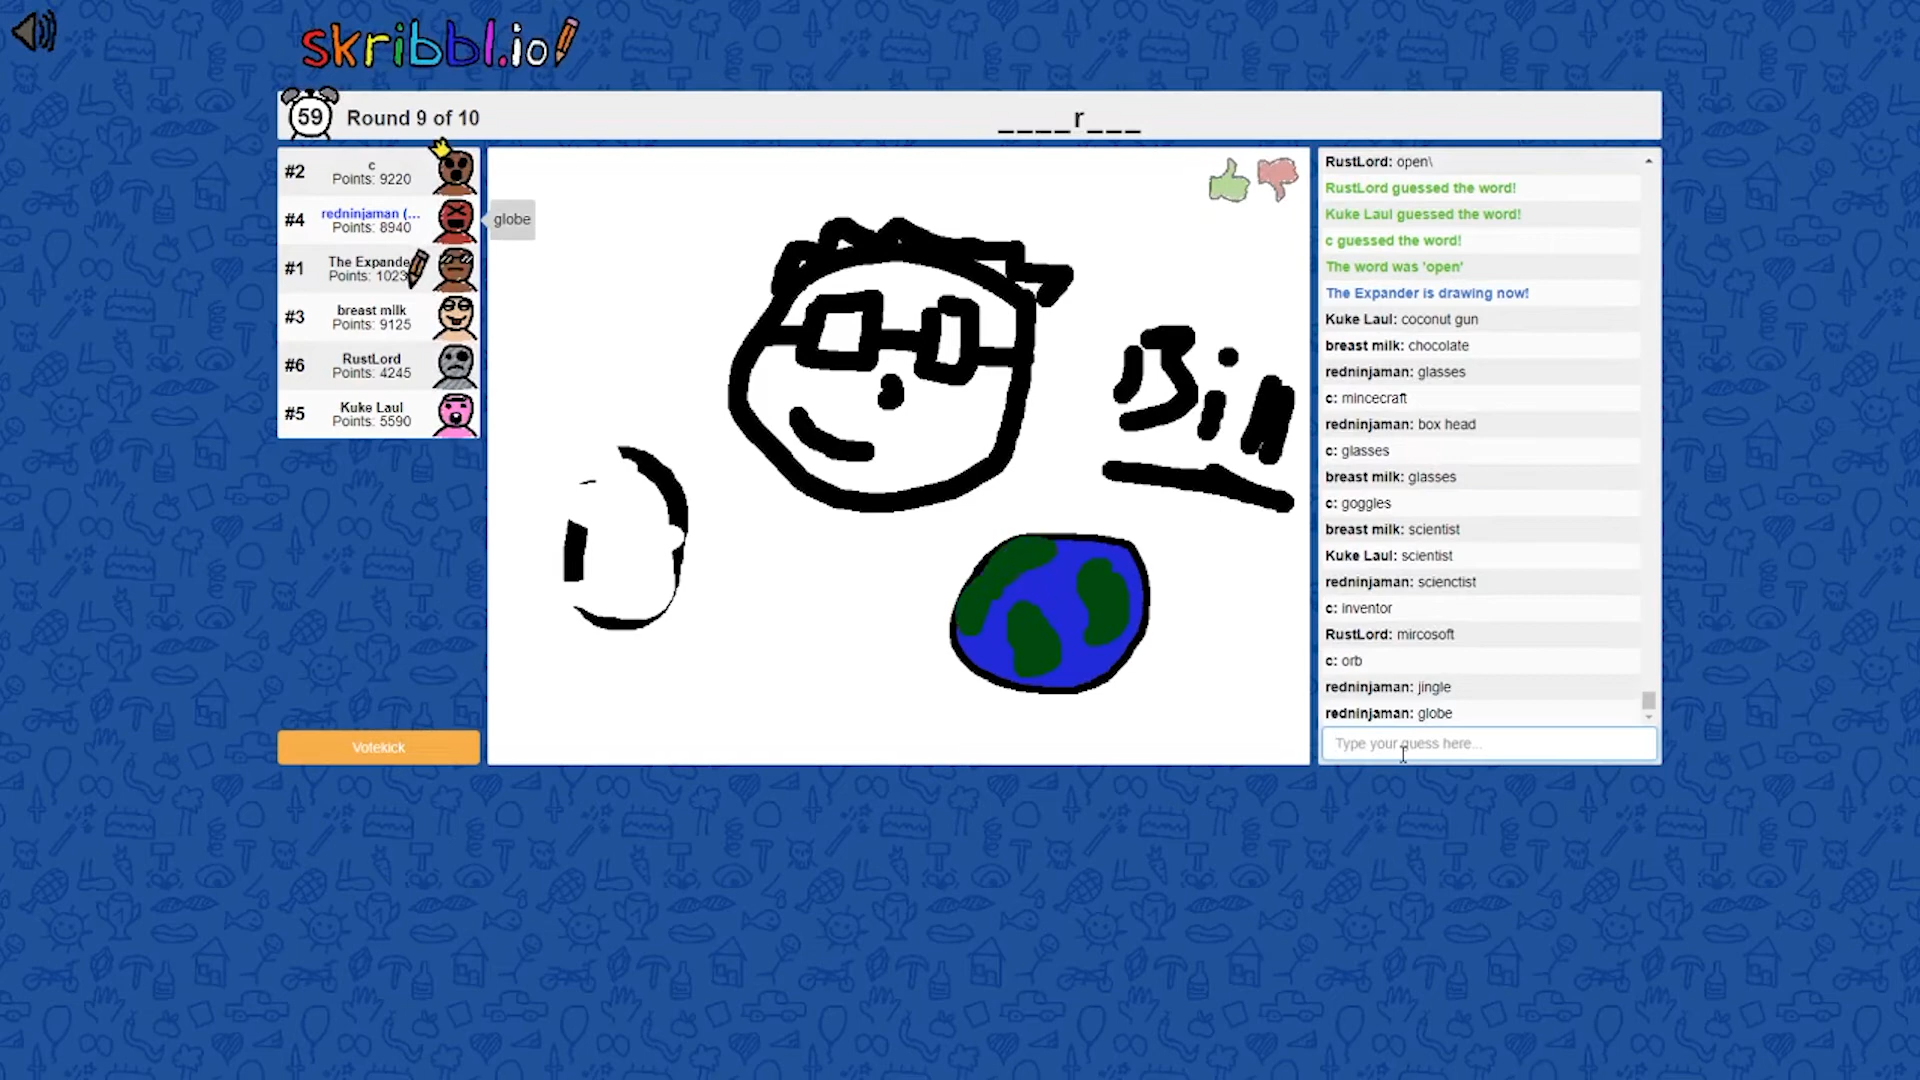 skribbl.io
59
Round 9 of 10
____r___
#2
c
Points: 9220
#4
redninjaman (...
Points: 8940
globe
#1
The Expande
Points: 1023
#3
breast milk
Points: 9125
#6
RustLord
Points: 4245
#5
Kuke Laul
Points: 5590
Votekick
Bill
RustLord: open\
RustLord guessed the word!
Kuke Laul guessed the word!
c guessed the word!
The word was 'open'
The Expander is drawing now!
Kuke Laul: coconut gun
breast milk: chocolate
redninjaman: glasses
c: mincecraft
redninjaman: box head
c: glasses
breast milk: glasses
c: goggles
breast milk: scientist
Kuke Laul: scientist
redninjaman: scienctist
c: inventor
RustLord: mircosoft
c: orb
redninjaman: jingle
redninjaman: globe
Type your guess here...